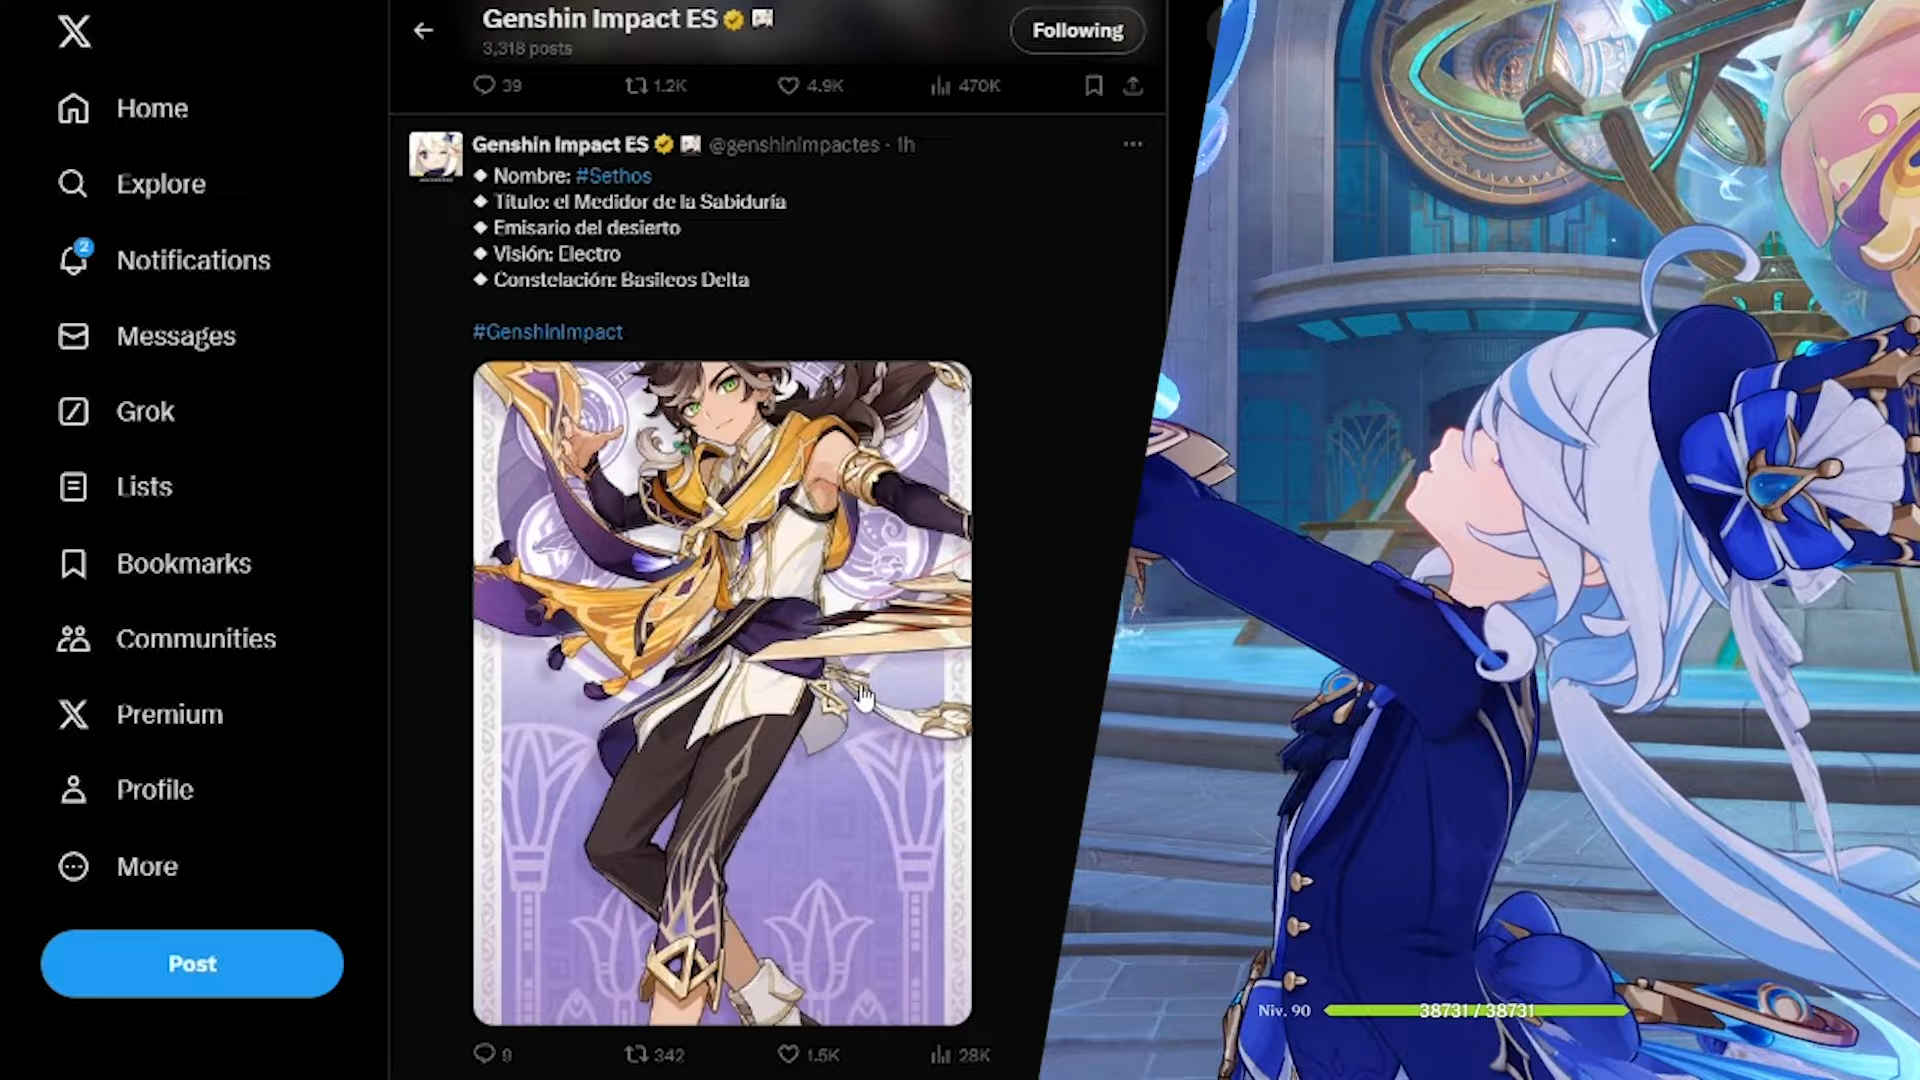 Home
Explore
2
Notifications
Messages
Grok
Lists
Bookmarks
Communities
Premium
Profile
More
Post
Genshin Impact ES
3,318 posts
Following
39 1.2K 4.9K 470K
Genshin Impact ES @genshinimpactes · 1h
◆ Nombre: #Sethos
◆ Título: el Medidor de la Sabiduría
◆ Emisario del desierto
◆ Visión: Electro
◆ Constelación: Basileos Delta
#GenshinImpact
9 342 1.5K 28K
Niv. 90 38731 / 38731